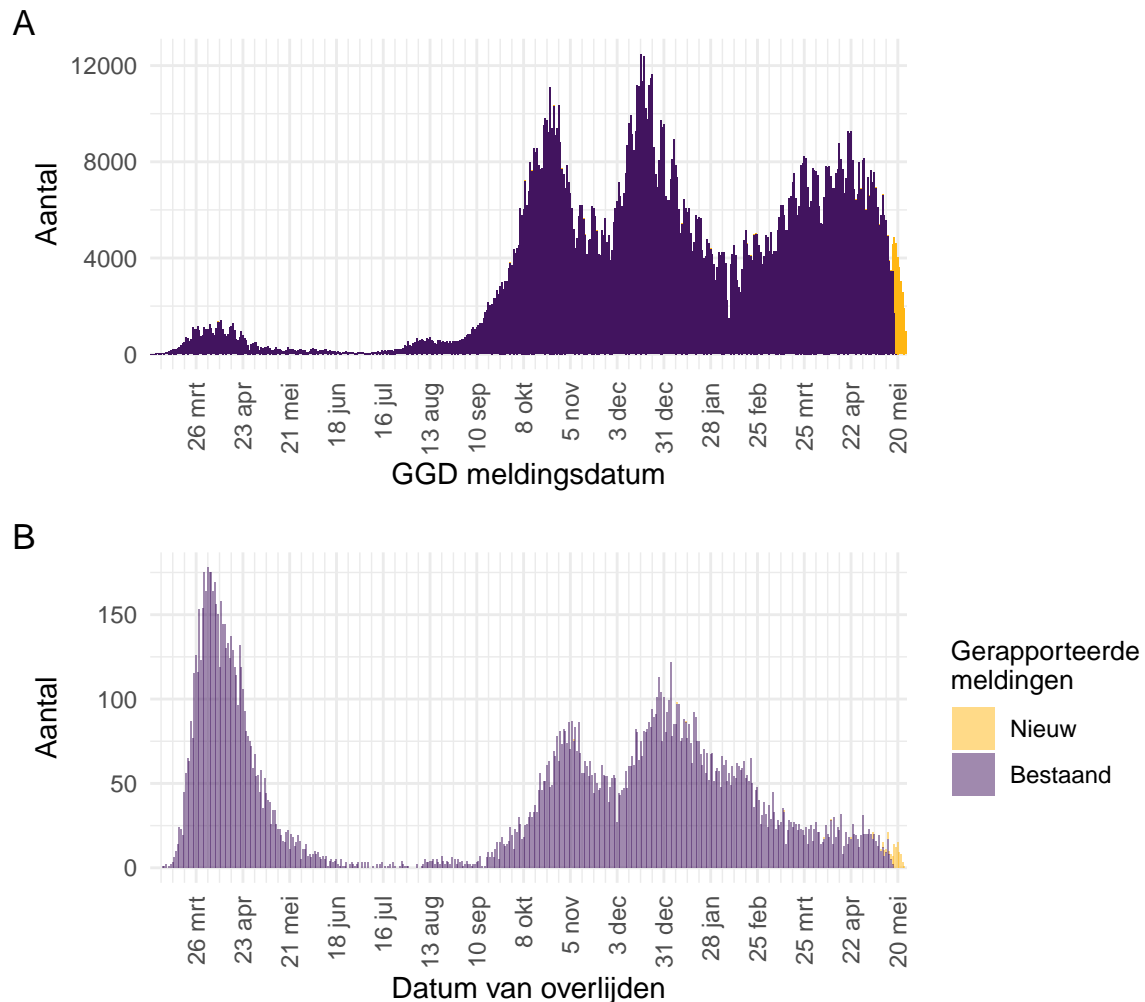 A
12000
8000
4000
0
Aantal
26 mrt
23 apr
21 mei
18 jun
16 jul
13 aug
10 sep
8 okt
5 nov
3 dec
31 dec
28 jan
25 feb
25 mrt
22 apr
20 mei
GGD meldingsdatum
B
150
100
50
0
Aantal
26 mrt
23 apr
21 mei
18 jun
16 jul
13 aug
10 sep
8 okt
5 nov
3 dec
31 dec
28 jan
25 feb
25 mrt
22 apr
20 mei
Datum van overlijden
Gerapporteerde
meldingen
Nieuw
Bestaand